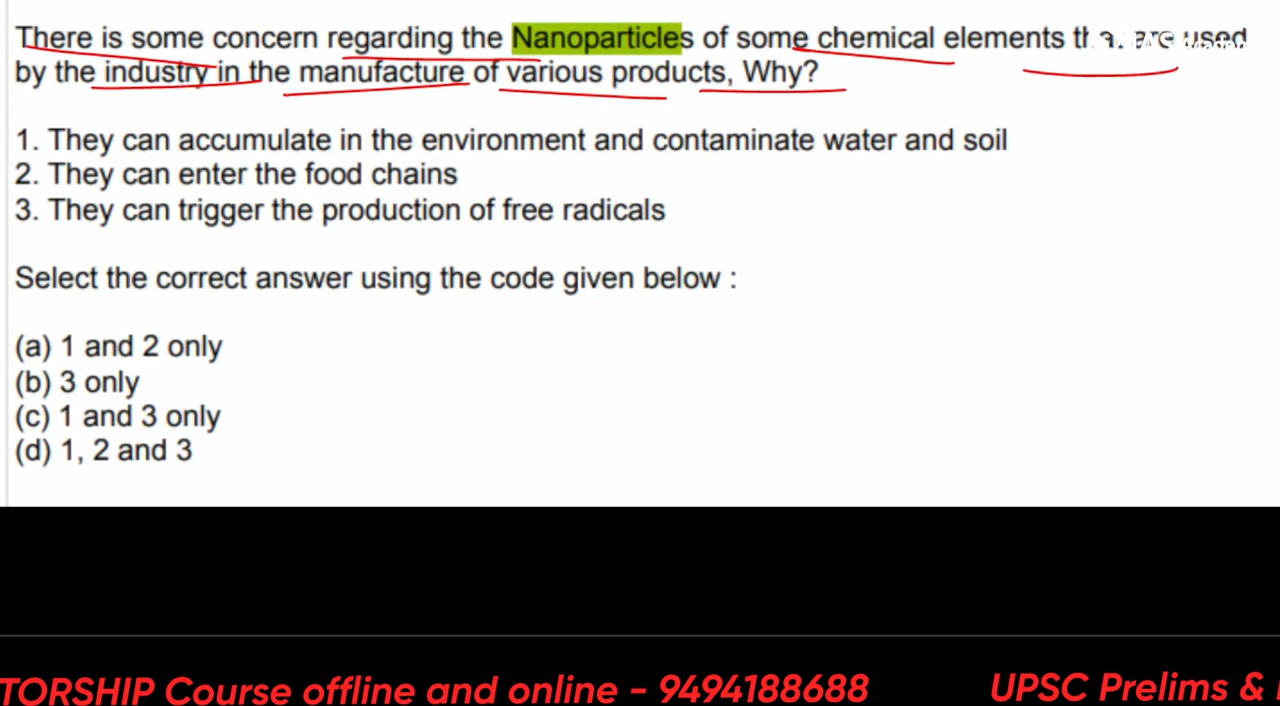 There is some concern regarding the Nanoparticles of some chemical elements used
by the industry in the manufacture of various products, Why?
1. They can accumulate in the environment and contaminate water and soil
2. They can enter the food chains
3. They can trigger the production of free radicals
Select the correct answer using the code given below :
(a) 1 and 2 only
(b) 3 only
(c) 1 and 3 only
(d) 1, 2 and 3
TORSHIP Course offline and online - 9494188688 UPSC Prelims &